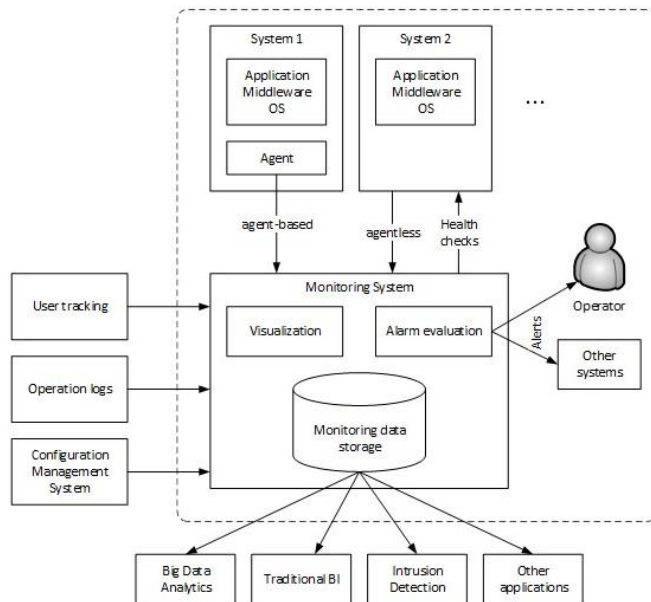 System 1
Application
Middleware
OS
Agent
System 2
Application
Middleware
OS
...
agent-based
agentless
Health
checks
Monitoring System
Visualization
Alarm evaluation
Monitoring data
storage
User tracking
Operation logs
Configuration
Management
System
Operator
Alerts
Other
systems
Big Data
Analytics
Traditional BI
Intrusion
Detection
Other
applications